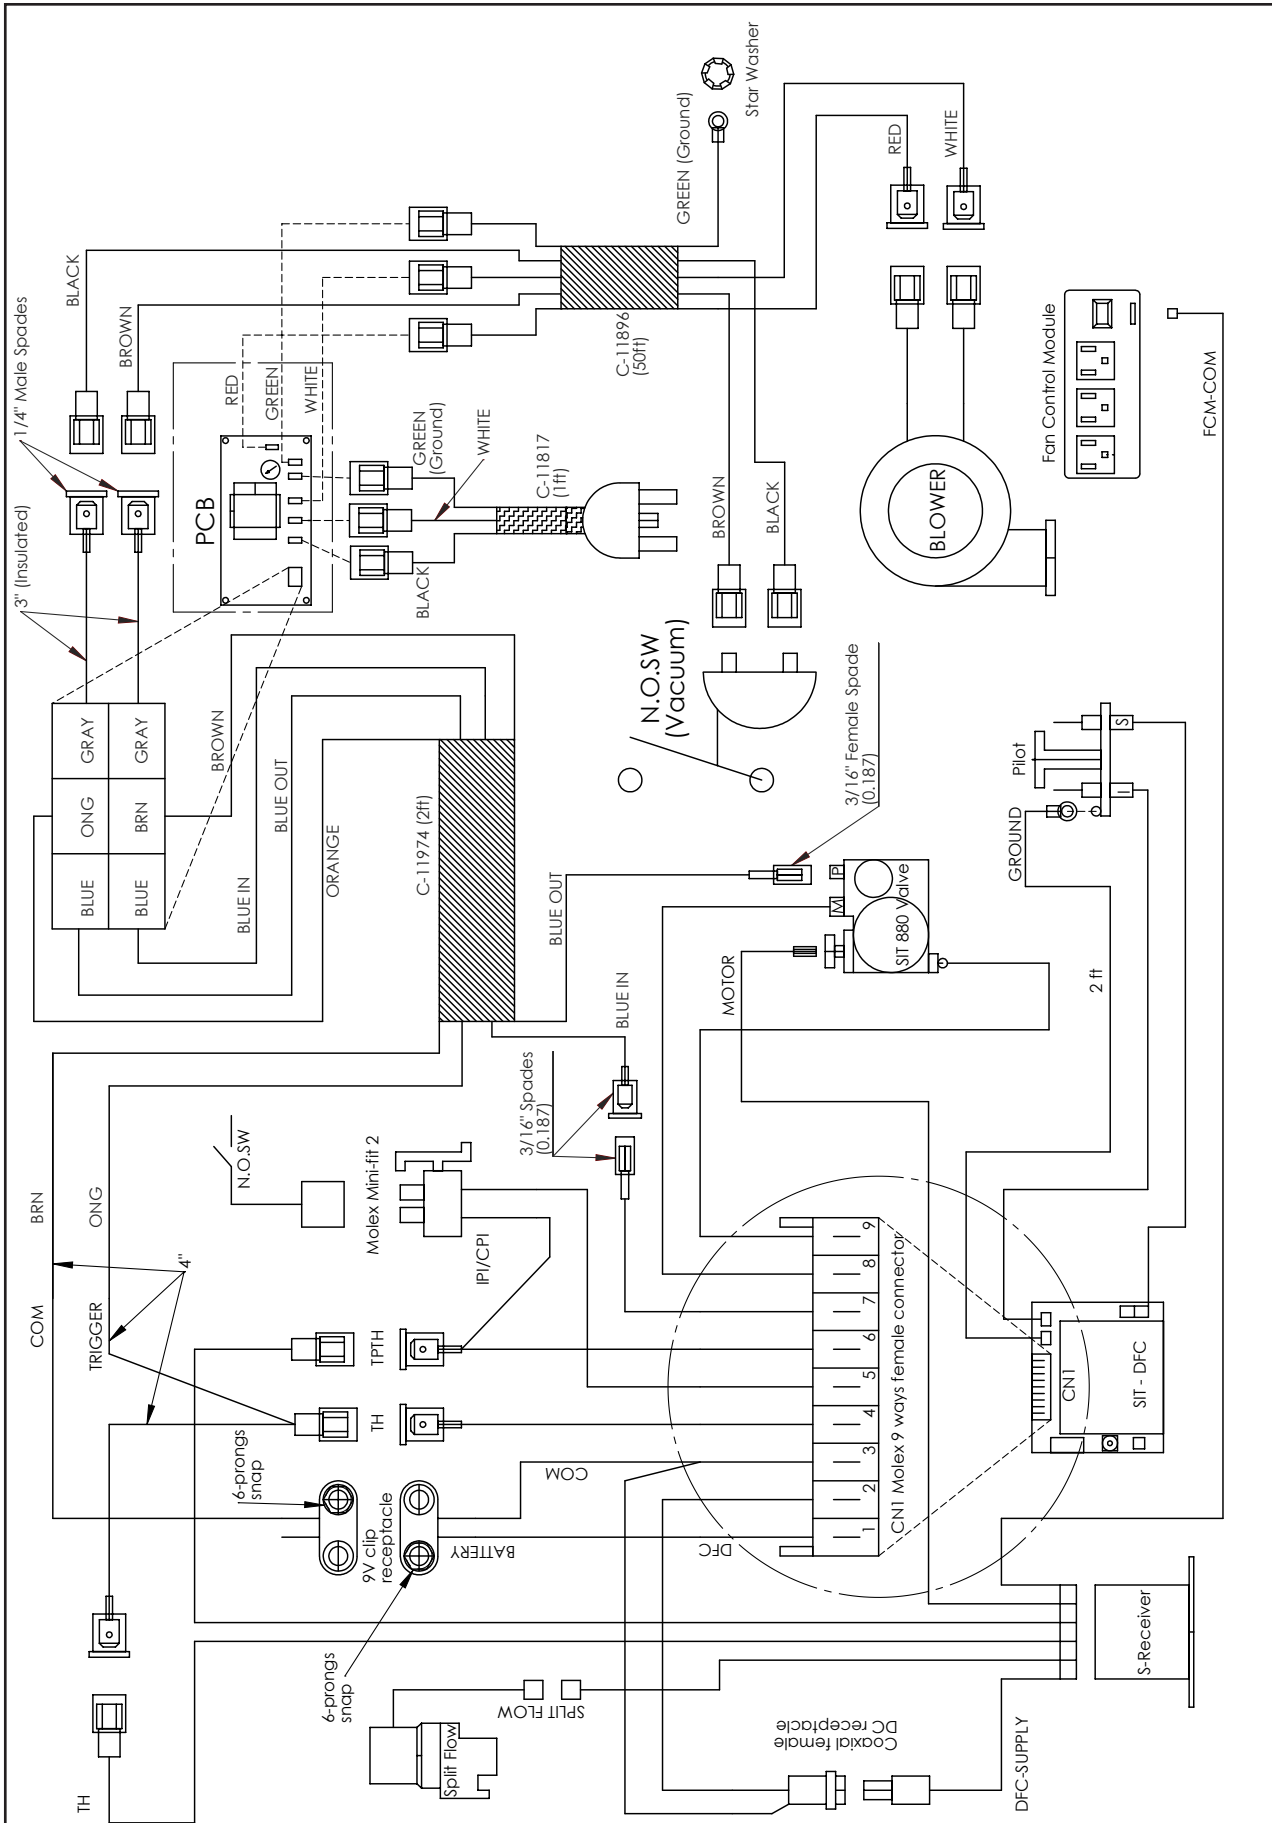 TH
Split Flow
6-prongs
snap
SPLIT FLOW
Coaxial female
DC receptacle
DFC-SUPPLY
S-Receiver
6-prongs
snap
9V clip
receptacle
BATTERY
DFC
COM
COM
BRN
TRIGGER
ONG
4"
TH
TPTH
IPI/CPI
N.O.SW
Molex Mini-fit 2
3/16" Spades
(0.187)
BLUE IN
1
2
3
4
5
6
7
8
9
CN1 Molex 9 ways female connector
CN1
SIT - DFC
BLUE
ONG
GRAY
BLUE
BRN
GRAY
BROWN
BLUE OUT
BLUE IN
ORANGE
C-11974 (2ft)
BLUE OUT
MOTOR
M
P
SIT 880 Valve
3/16" Female Spade
(0.187)
GROUND
2 ft
Pilot
I
S
3" (Insulated)
1/4" Male Spades
BLACK
BROWN
PCB
RED
GREEN
WHITE
GREEN
(Ground)
WHITE
BLACK
C-11817
(1ft)
C-11896
(50ft)
GREEN (Ground)
Star Washer
N.O.SW
(Vacuum)
BROWN
BLACK
RED
WHITE
BLOWER
Fan Control Module
FCM-COM